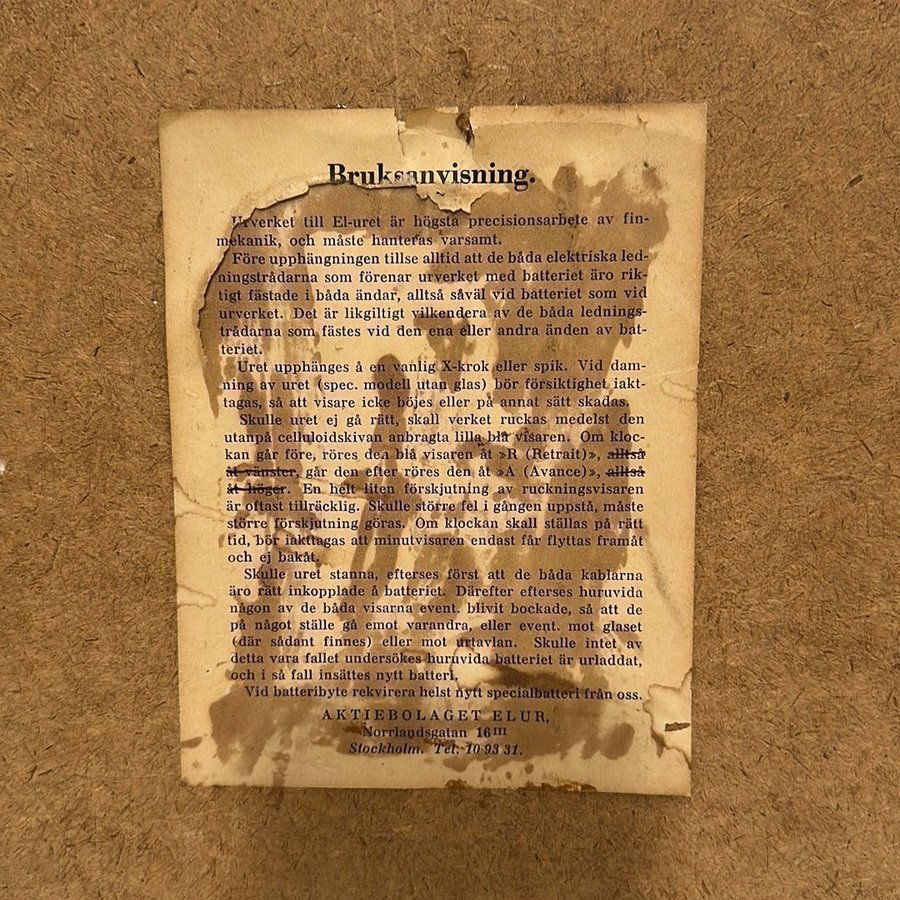 Bruksanvisning.
Urverket till El-uret är högsta precisionsarbete av fin-
mekanik, och måste hanteras varsamt.
Före upphängningen tillse alltid att de båda elektriska led-
ningstrådarna som förenar urverket med batteriet äro rik-
tigt fästade i båda ändar, alltså såväl vid batteriet som vid
urverket. Det är likgiltigt vilkendera av de båda lednings-
trådarna som fästes vid den ena eller andra änden av bat-
teriet.
Uret upphänges å en vanlig X-krok eller spik. Vid dam-
ning av uret (spec. modell utan glas) bör försiktighet iakt-
tagas, så att visare icke böjes eller på annat sätt skadas.
Skulle uret ej gå rätt, skall verket ruckas medelst den
utanpå celluloidskivan anbragta lilla blå visaren. Om kloc-
kan går före, röres den blå visaren åt »R (Retrait)», alltså
åt vänster, går den efter röres den åt »A (Avance)», alltså
åt höger. En helt liten förskjutning av ruckningsvisaren
är oftast tillräcklig. Skulle större fel i gången uppstå, måste
större förskjutning göras. Om klockan skall ställas på rätt
tid, bör iakttagas att minutvisaren endast får flyttas framåt
och ej bakåt.
Skulle uret stanna, efterses först att de båda kablarna
äro rätt inkopplade å batteriet. Därefter efterses huruvida
någon av de båda visarna event. blivit bockade, så att de
på något ställe gå emot varandra, eller event. mot glaset
(där sådant finnes) eller mot urtavlan. Skulle intet av
detta vara fallet undersökes huruvida batteriet är urladdat,
och i så fall insättes nytt batteri.
Vid batteribyte rekvirera helst nytt specialbatteri från oss.
AKTIEBOLAGET ELUR,
Norrlandsgatan 16III
Stockholm. Tel. 10 93 31.